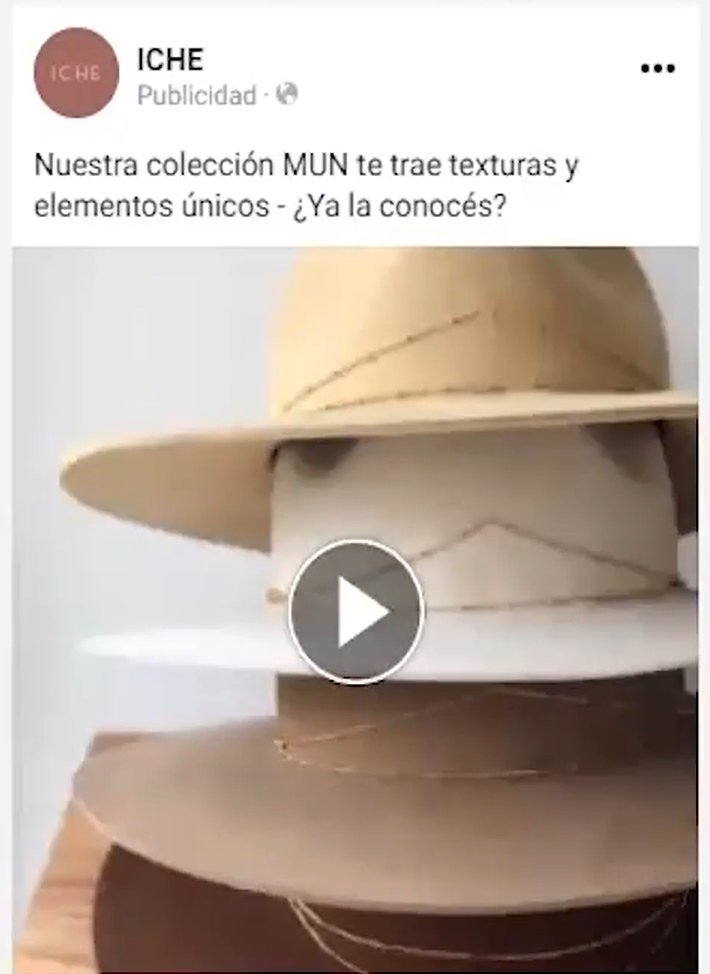 ICHE
ICHE
Publicidad ·
Nuestra colección MUN te trae texturas y
elementos únicos - ¿Ya la conocés?